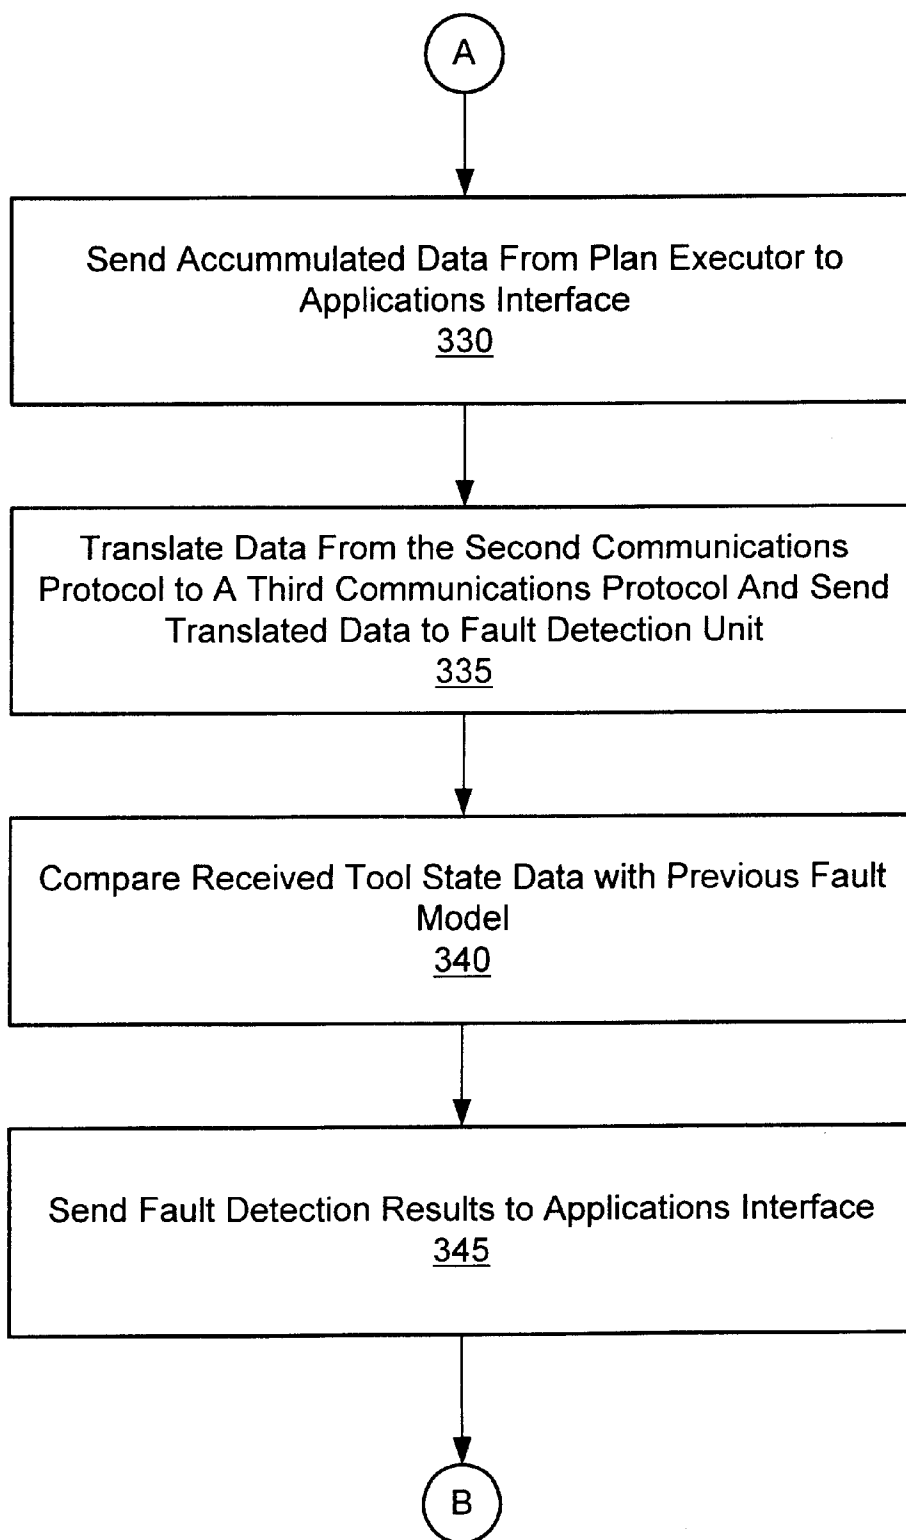 A
Send Accummulated Data From Plan Executor to
Applications Interface
330
Translate Data From the Second Communications
Protocol to A Third Communications Protocol And Send
Translated Data to Fault Detection Unit
335
Compare Received Tool State Data with Previous Fault
Model
340
Send Fault Detection Results to Applications Interface
345
B